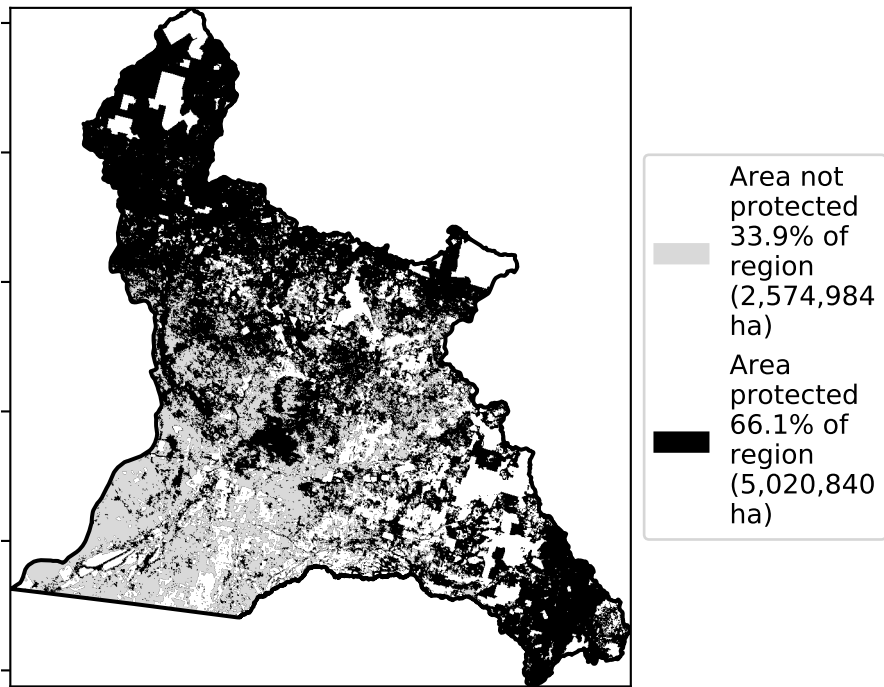 Area not
protected
33.9% of
region
(2,574,984
ha)
Area
protected
66.1% of
region
(5,020,840
ha)